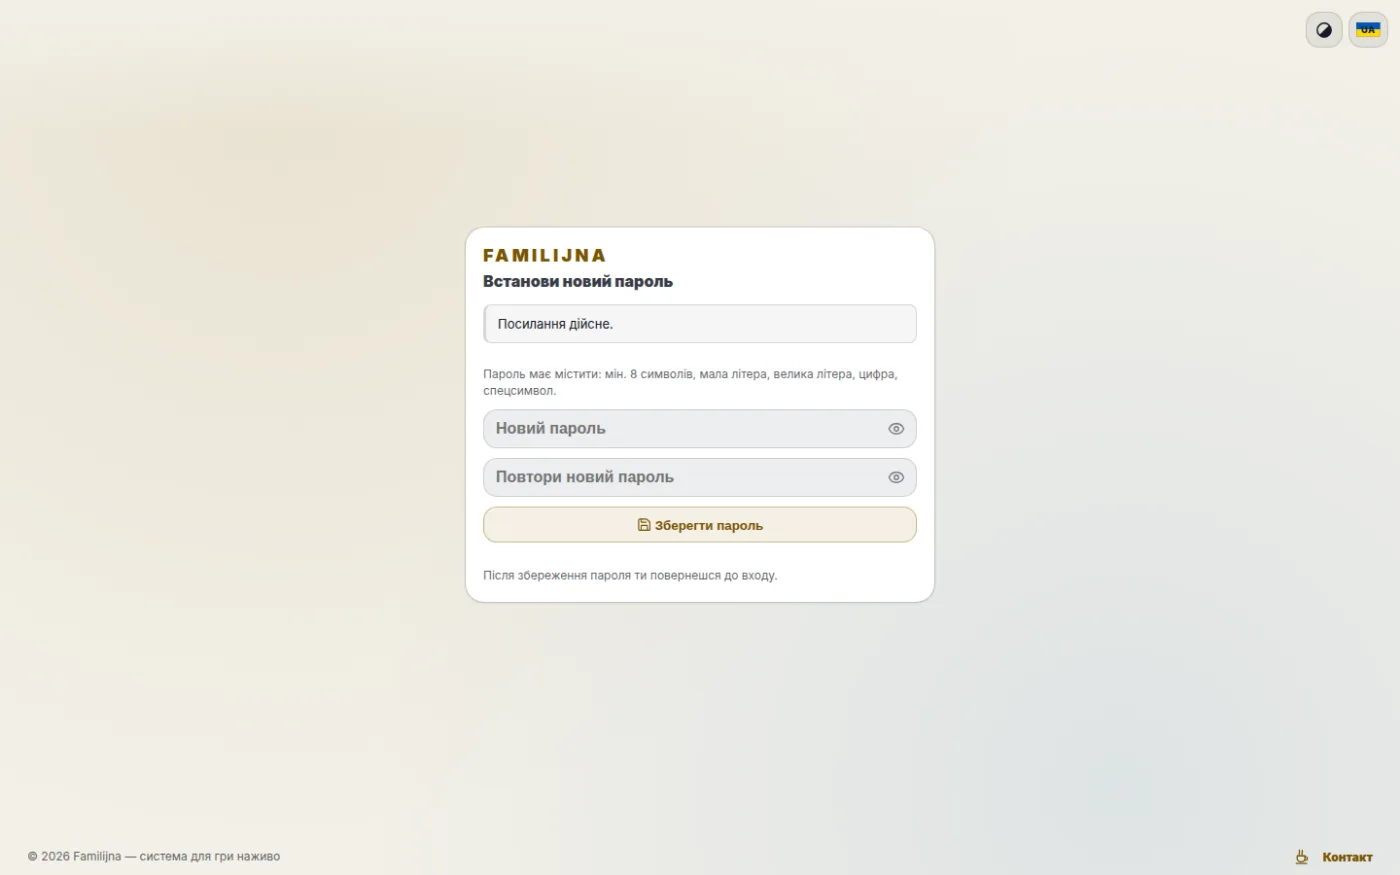 UA
FAMILIJNA
Встанови новий пароль
Посилання дійсне.
Пароль має містити: мін. 8 символів, мала літера, велика літера, цифра,
спецсимвол.
Новий пароль
Повтори новий пароль
Зберегти пароль
Після збереження пароля ти повернешся до входу.
© 2026 Familijna — система для гри наживо
Контакт